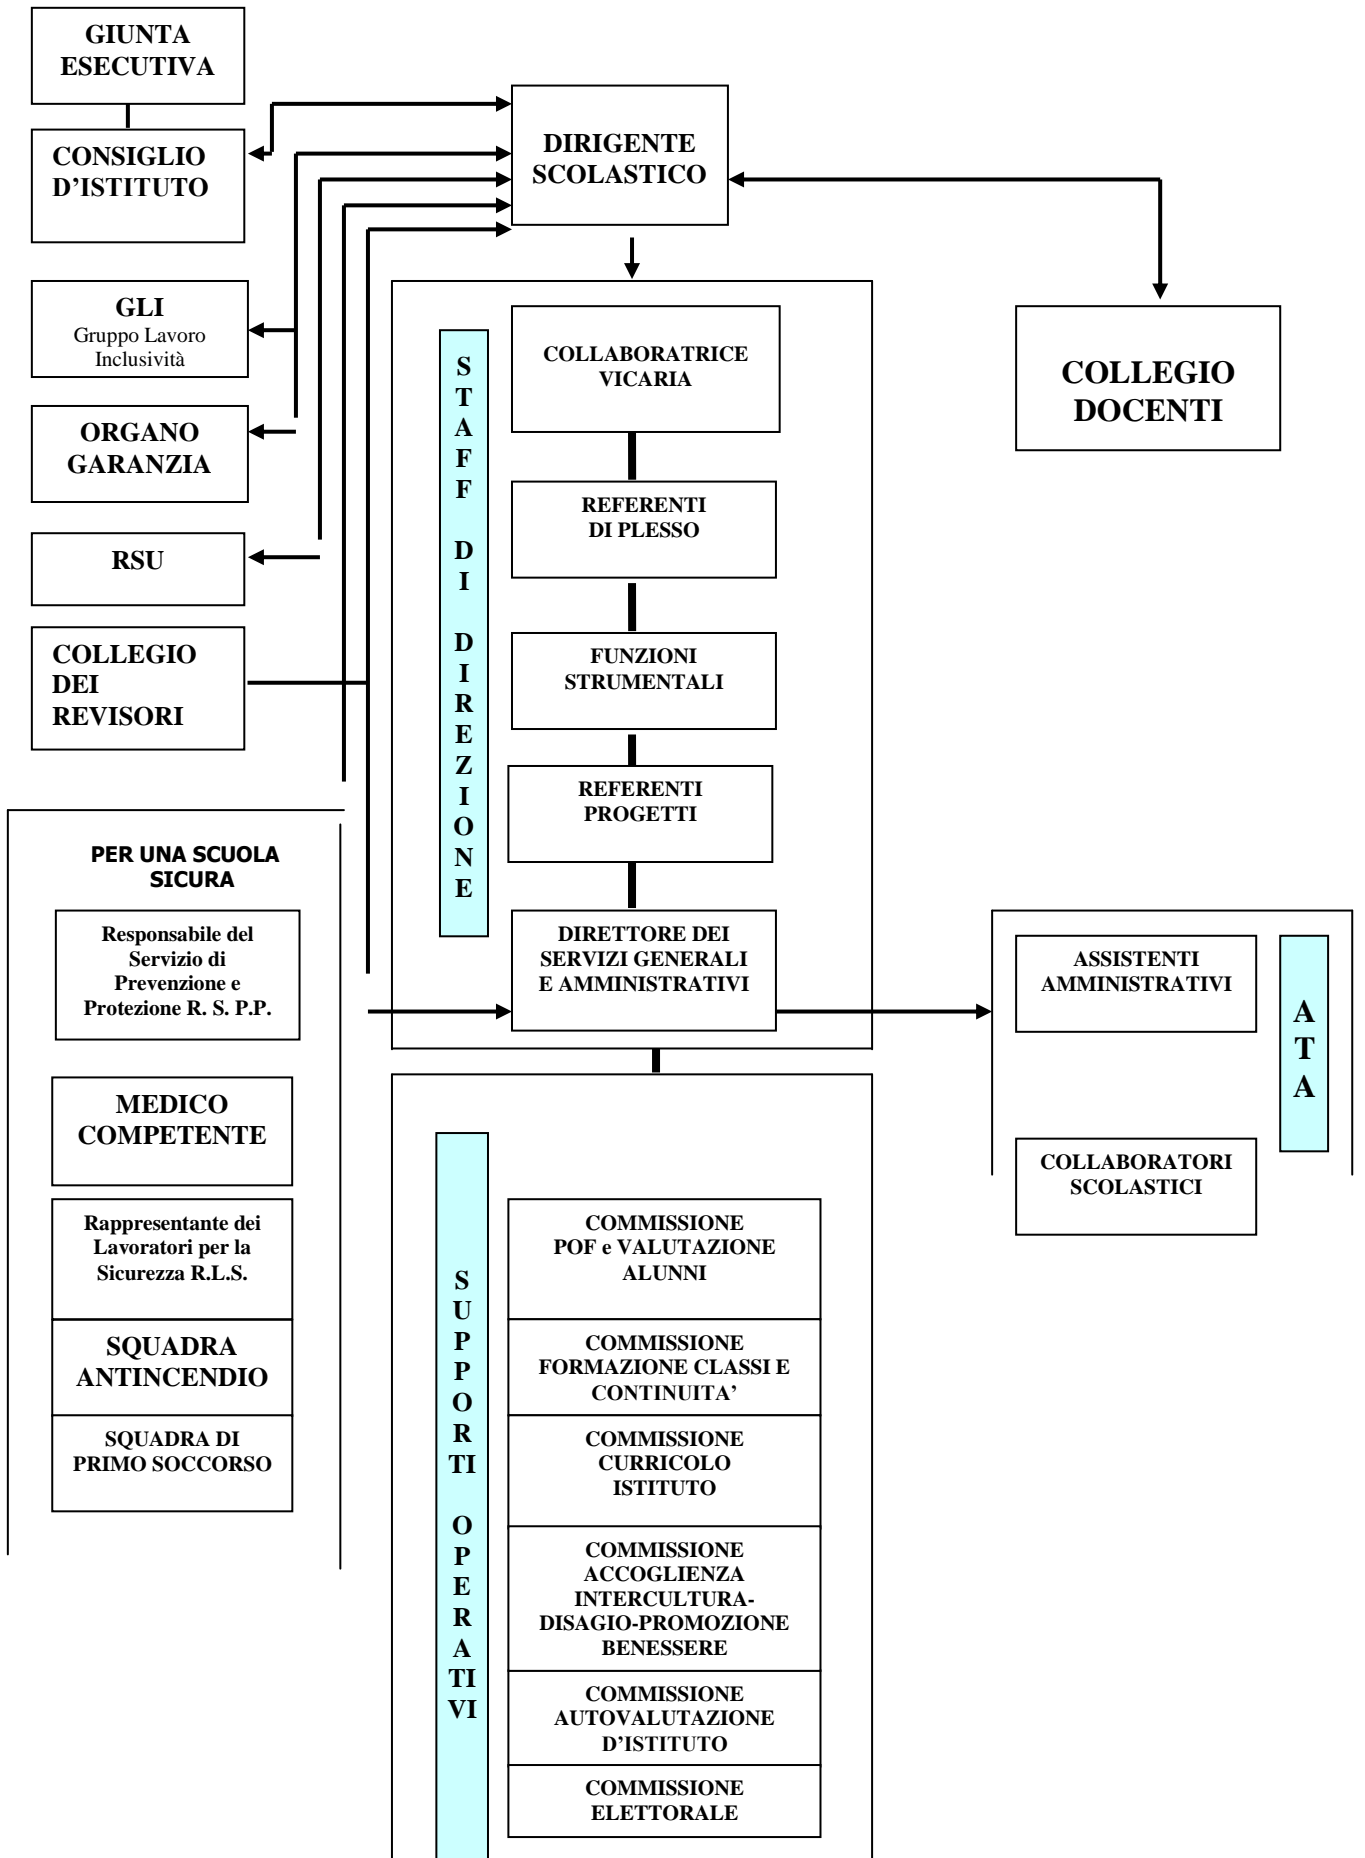 GIUNTA
ESECUTIVA
CONSIGLIO
D'ISTITUTO
DIRIGENTE
SCOLASTICO
GLI
Gruppo Lavoro
Inclusività
ORGANO
GARANZIA
RSU
COLLEGIO
DEI
REVISORI
COLLEGIO
DOCENTI
STAFF DI DIREZIONE
COLLABORATRICE
VICARIA
REFERENTI
DI PLESSO
FUNZIONI
STRUMENTALI
REFERENTI
PROGETTI
DIRETTORE DEI
SERVIZI GENERALI
E AMMINISTRATIVI
PER UNA SCUOLA
SICURA
Responsabile del
Servizio di
Prevenzione e
Protezione R. S. P.P.
MEDICO
COMPETENTE
Rappresentante dei
Lavoratori per la
Sicurezza R.L.S.
SQUADRA
ANTINCENDIO
SQUADRA DI
PRIMO SOCCORSO
ASSISTENTI
AMMINISTRATIVI
ATA
COLLABORATORI
SCOLASTICI
SUPPORTI OPERATIVI
COMMISSIONE
POF e VALUTAZIONE
ALUNNI
COMMISSIONE
FORMAZIONE CLASSI E
CONTINUITA'
COMMISSIONE
CURRICOLO
ISTITUTO
COMMISSIONE
ACCOGLIENZA
INTERCULTURA-
DISAGIO-PROMOZIONE
BENESSERE
COMMISSIONE
AUTOVALUTAZIONE
D'ISTITUTO
COMMISSIONE
ELETTORALE